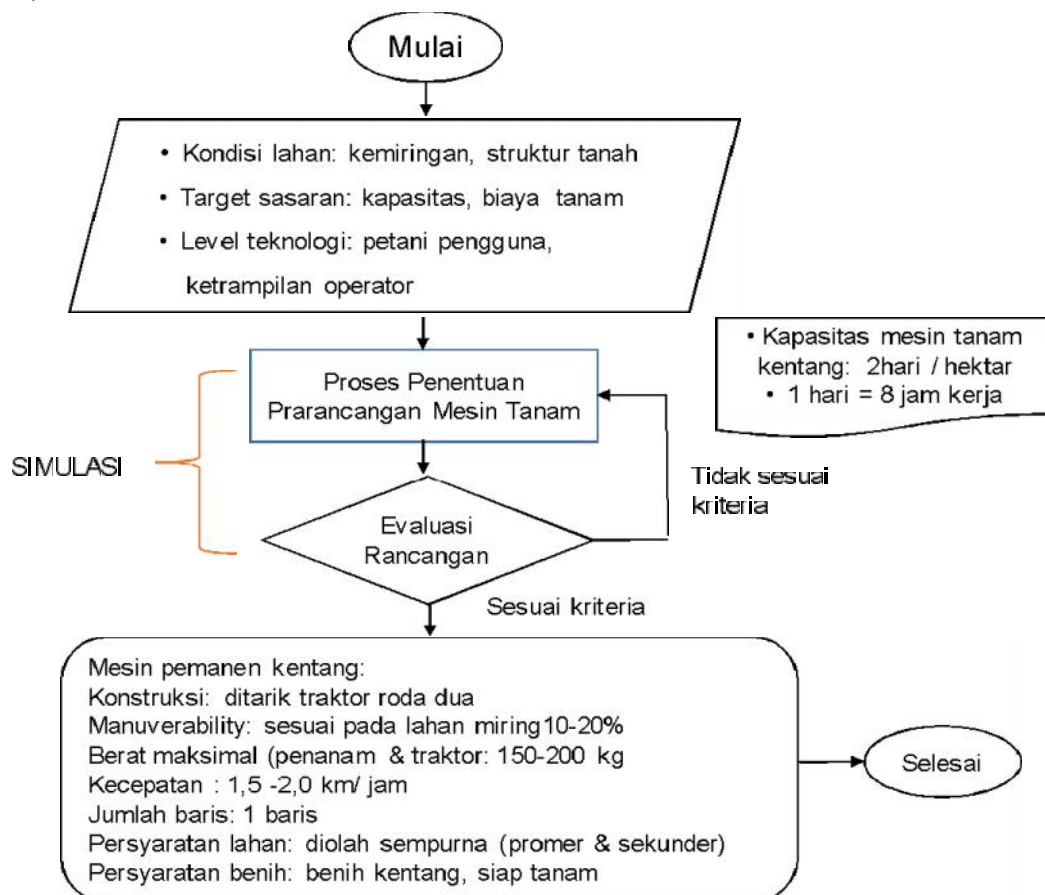 Mulai
• Kondisi lahan: kemiringan, struktur tanah
• Target sasaran: kapasitas, biaya tanam
• Level teknologi: petani pengguna,
ketrampilan operator
• Kapasitas mesin tanam
kentang: 2hari / hektar
• 1 hari = 8 jam kerja
Proses Penentuan
Prarancangan Mesin Tanam
SIMULASI
Tidak sesuai
kriteria
Evaluasi
Rancangan
Sesuai kriteria
Mesin pemanen kentang:
Konstruksi: ditarik traktor roda dua
Manuverability: sesuai pada lahan miring10-20%
Berat maksimal (penanam & traktor: 150-200 kg
Kecepatan : 1,5 -2,0 km/ jam
Jumlah baris: 1 baris
Persyaratan lahan: diolah sempurna (promer & sekunder)
Persyaratan benih: benih kentang, siap tanam
Selesai